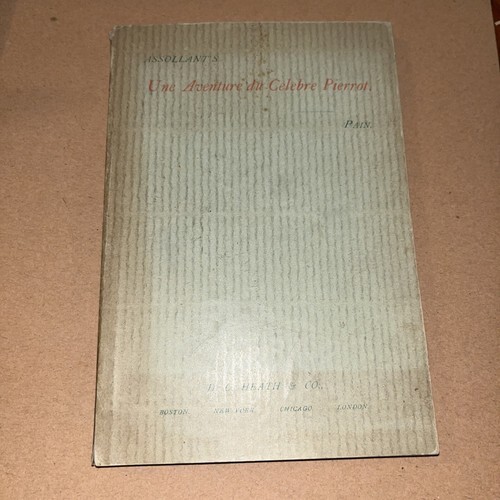 ASSOLLANT'S
Une Aventure du Célèbre Pierrot.
PAIN.
D. C. HEATH & CO.,
BOSTON NEW YORK CHICAGO LONDON